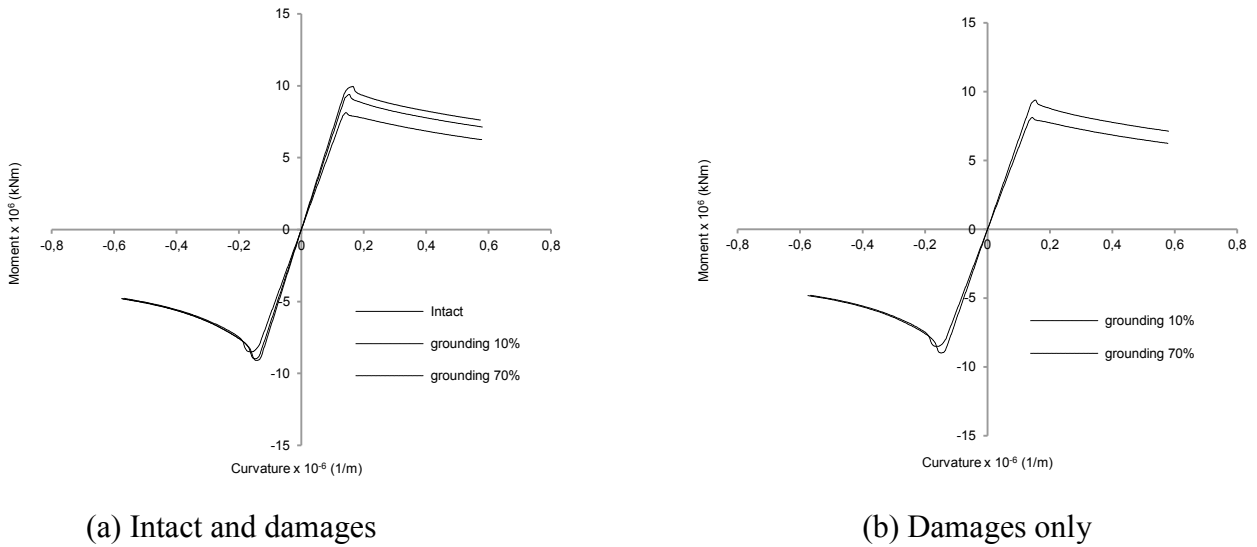 15
10
5
0
-0,8 -0,6 -0,4 -0,2 0 0,2 0,4 0,6 0,8
-5
-10
-15
Moment x 10⁶ (kNm)
Intact
grounding 10%
grounding 70%
Curvature x 10⁻⁶ (1/m)
(a) Intact and damages
15
10
5
0
-0,8 -0,6 -0,4 -0,2 0 0,2 0,4 0,6 0,8
-5
-10
-15
Moment x 10⁶ (kNm)
grounding 10%
grounding 70%
Curvature x 10⁻⁶ (1/m)
(b) Damages only